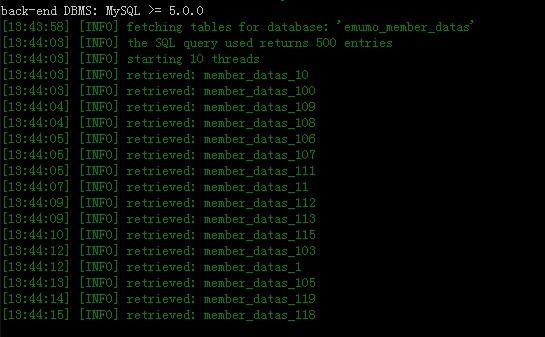 back-end DBMS: MySQL >= 5.0.0
[13:43:58] [INFO] fetching tables for database: 'emumo_member_datas'
[13:44:03] [INFO] the SQL query used returns 500 entries
[13:44:03] [INFO] starting 10 threads
[13:44:03] [INFO] retrieved: member_datas_10
[13:44:03] [INFO] retrieved: member_datas_100
[13:44:04] [INFO] retrieved: member_datas_109
[13:44:04] [INFO] retrieved: member_datas_108
[13:44:05] [INFO] retrieved: member_datas_106
[13:44:05] [INFO] retrieved: member_datas_107
[13:44:05] [INFO] retrieved: member_datas_111
[13:44:07] [INFO] retrieved: member_datas_11
[13:44:09] [INFO] retrieved: member_datas_112
[13:44:09] [INFO] retrieved: member_datas_113
[13:44:10] [INFO] retrieved: member_datas_115
[13:44:12] [INFO] retrieved: member_datas_103
[13:44:12] [INFO] retrieved: member_datas_1
[13:44:13] [INFO] retrieved: member_datas_105
[13:44:14] [INFO] retrieved: member_datas_119
[13:44:15] [INFO] retrieved: member_datas_118